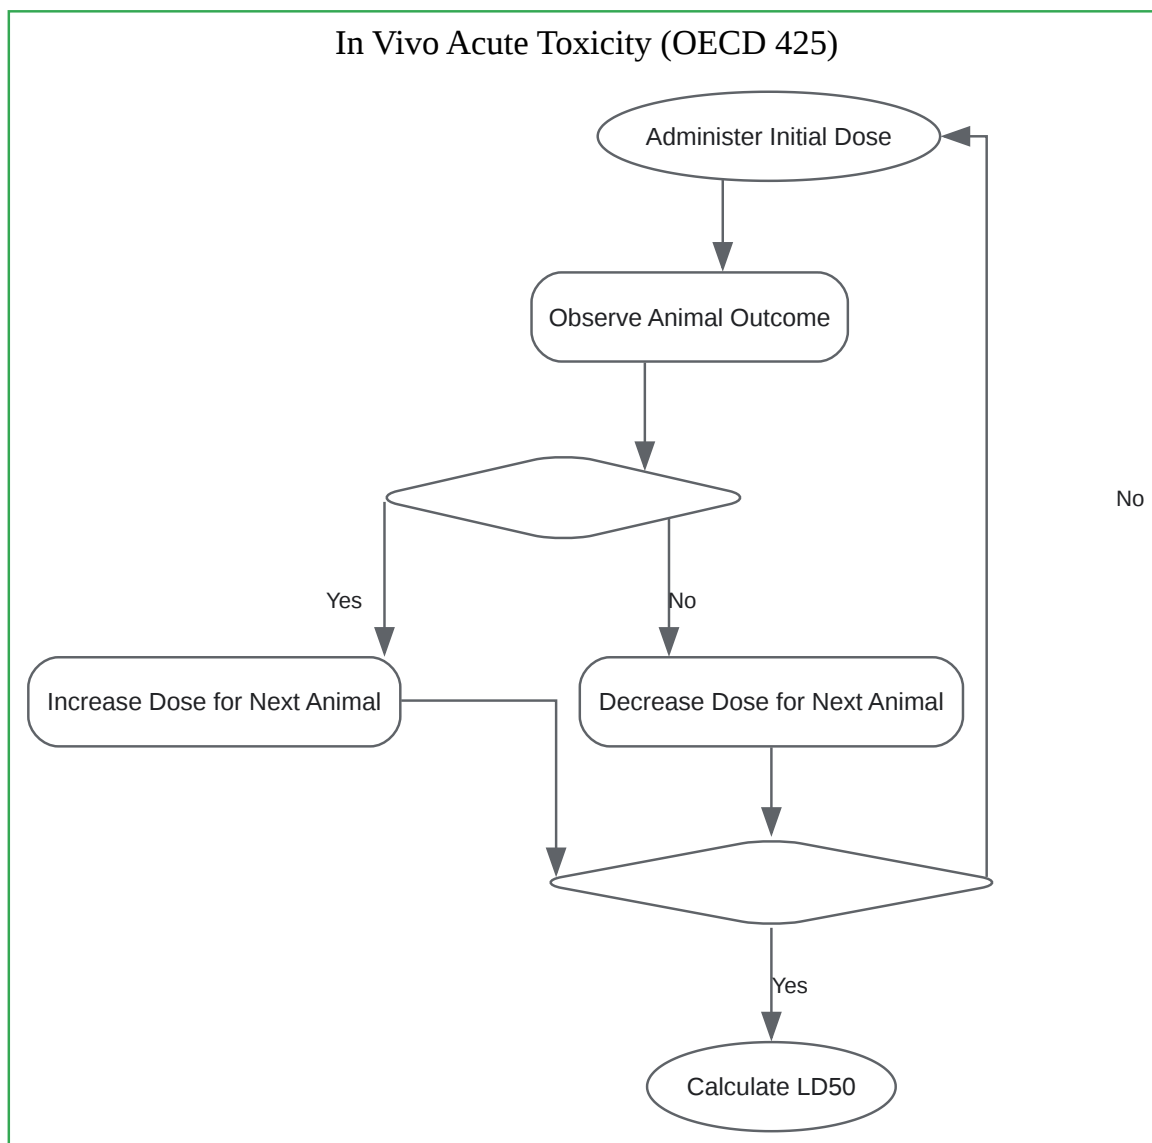 In Vivo Acute Toxicity (OECD 425)
Administer Initial Dose
Observe Animal Outcome
No
Yes
No
Increase Dose for Next Animal
Decrease Dose for Next Animal
Yes
Calculate LD50